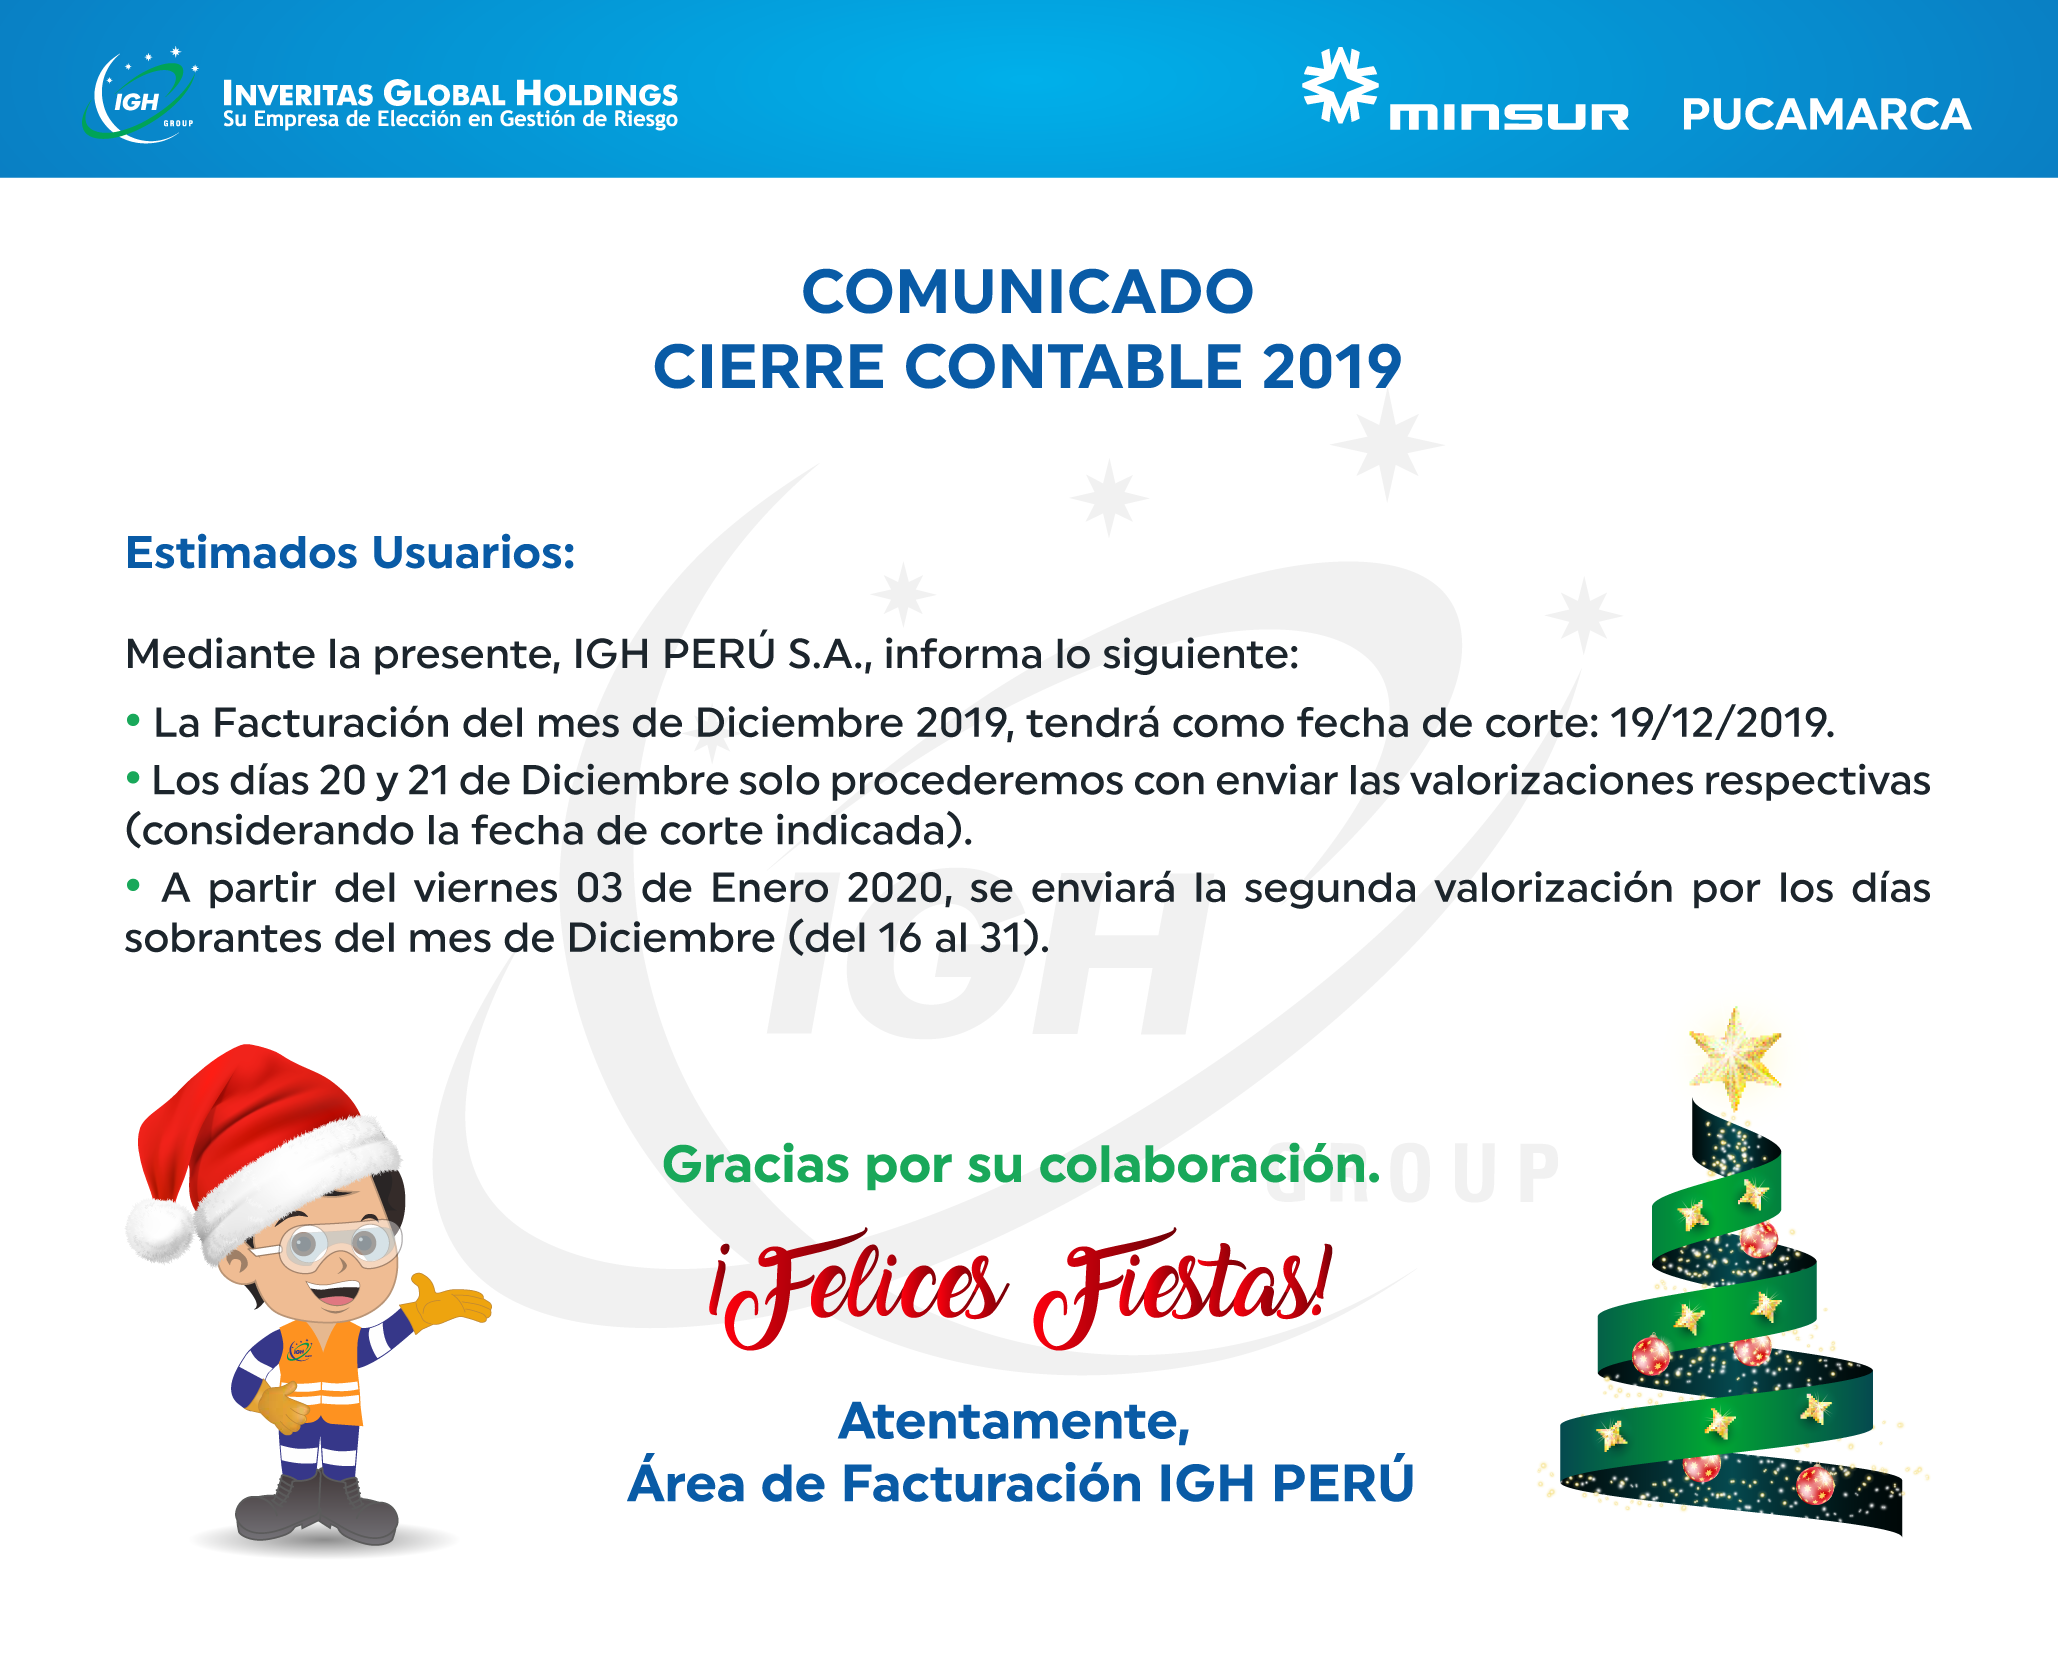 IGH
GROUP
INVERITAS GLOBAL HOLDINGS
Su Empresa de Elección en Gestión de Riesgo
MINSUR
PUCAMARCA
COMUNICADO
CIERRE CONTABLE 2019
Estimados Usuarios:
Mediante la presente, IGH PERÚ S.A., informa lo siguiente:
• La Facturación del mes de Diciembre 2019, tendrá como fecha de corte: 19/12/2019.
• Los días 20 y 21 de Diciembre solo procederemos con enviar las valorizaciones respectivas
(considerando la fecha de corte indicada).
• A partir del viernes 03 de Enero 2020, se enviará la segunda valorización por los días
sobrantes del mes de Diciembre (del 16 al 31).
IGH
GROUP
Gracias por su colaboración.
¡Felices Fiestas!
IGH
Atentamente,
Área de Facturación IGH PERÚ